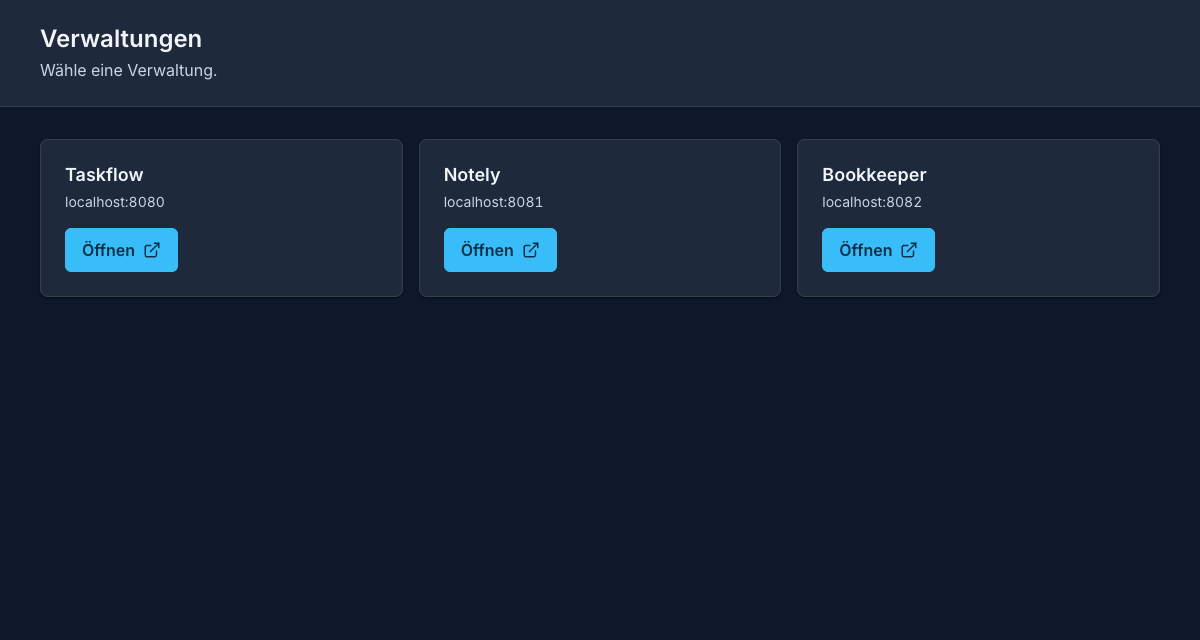 Verwaltungen
Wähle eine Verwaltung.
Taskflow
localhost:8080
Öffnen
Notely
localhost:8081
Öffnen
Bookkeeper
localhost:8082
Öffnen